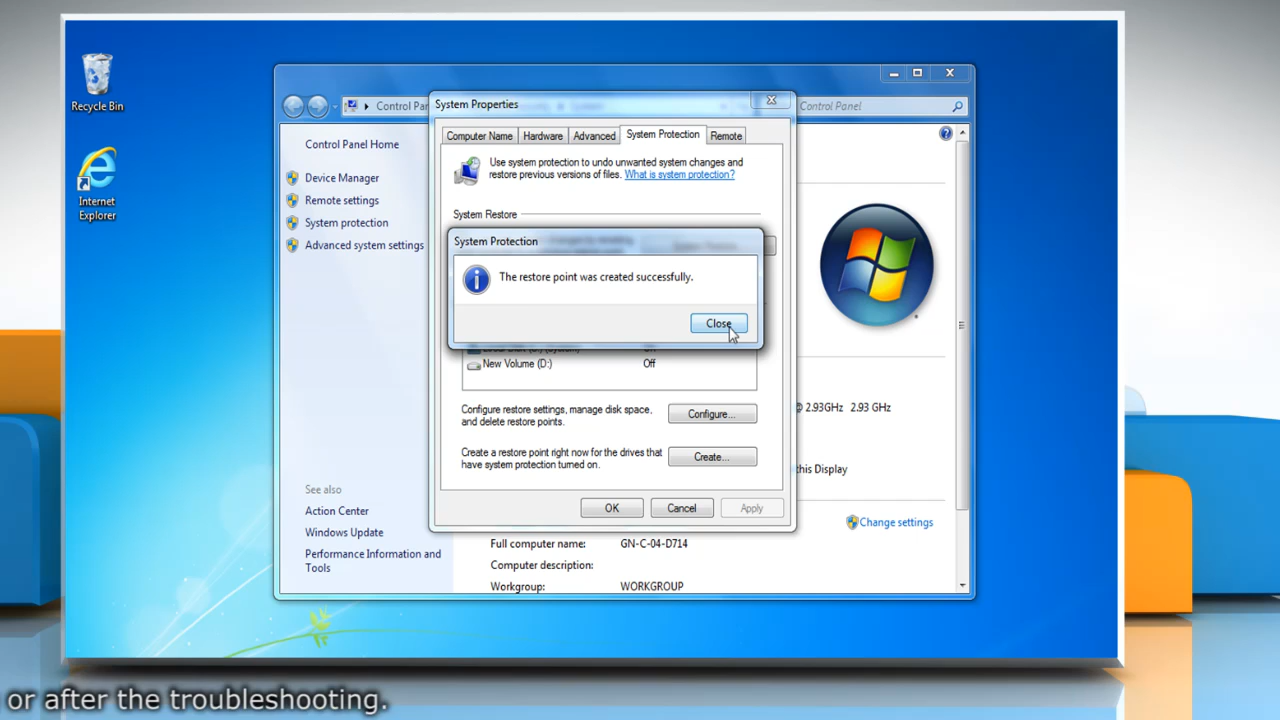 Recycle Bin
Internet
Explorer
Control Par
Control Panel
Control Panel Home
Device Manager
Remote settings
System protection
Advanced system settings
See also
Action Center
Windows Update
Performance Information and
Tools
System Properties
Computer Name
Hardware
Advanced
System Protection
Remote
Use system protection to undo unwanted system changes and
restore previous versions of files. What is system protection?
System Restore
System Protection
The restore point was created successfully.
Close
New Volume (D:) Off
Configure restore settings, manage disk space,
and delete restore points.
Configure...
Create a restore point right now for the drives that
have system protection turned on.
Create...
OK
Cancel
Apply
@ 2.93GHz 2.93 GHz
this Display
Change settings
Full computer name: GN-C-04-D714
Computer description:
Workgroup: WORKGROUP
or after the troubleshooting.